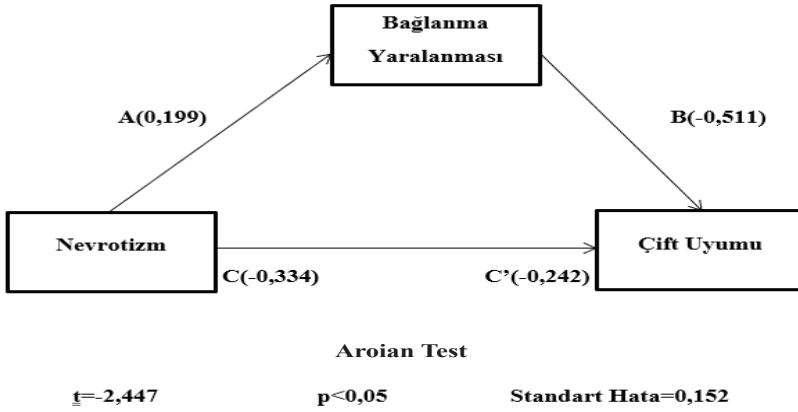 Bağlanma
Yaralanması
A(0,199)
B(-0,511)
Nevrotizm
Çift Uyumu
C(-0,334)
C’(-0,242)
Aroian Test
t=-2,447 p<0,05 Standart Hata=0,152